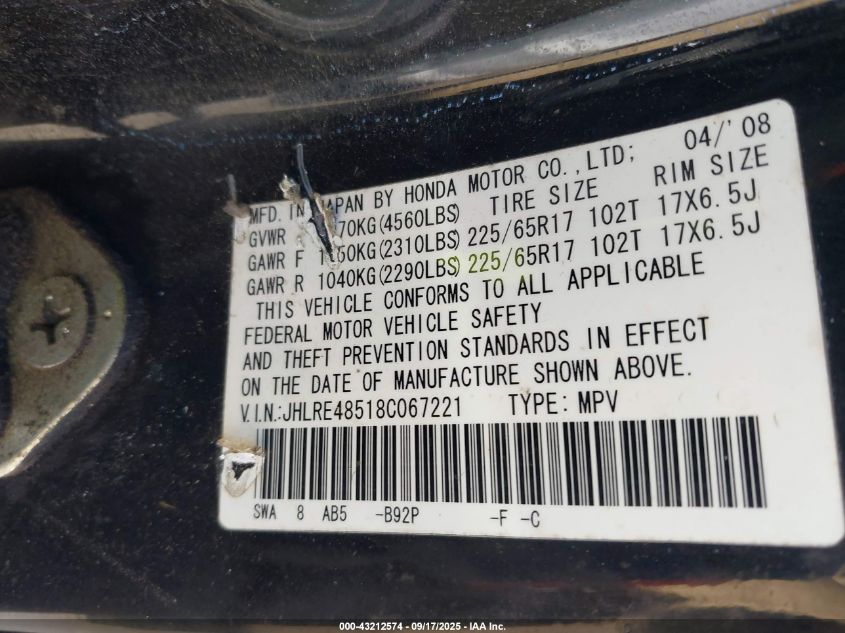 MFD. IN JAPAN BY HONDA MOTOR CO.,LTD; 04/'08
GVWR 70KG(4560LBS) TIRE SIZE RIM SIZE
GAWR F 1050KG(2310LBS) 225/65R17 102T 17X6.5J
GAWR R 1040KG(2290LBS) 225/65R17 102T 17X6.5J
THIS VEHICLE CONFORMS TO ALL APPLICABLE
FEDERAL MOTOR VEHICLE SAFETY
AND THEFT PREVENTION STANDARDS IN EFFECT
ON THE DATE OF MANUFACTURE SHOWN ABOVE.
V.I.N.:JHLRE48518C067221 TYPE: MPV
SWA 8 AB5 -B92P -F -C
000-43212574 - 09/17/2025 - IAA Inc.